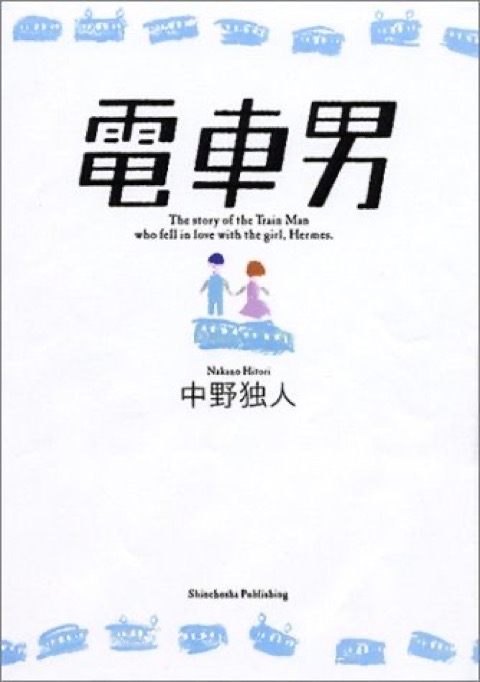 電車男
The story of the Train Man
who fell in love with the girl, Hermes.
Nakano Hitori
中野独人
Shinchosha Publishing